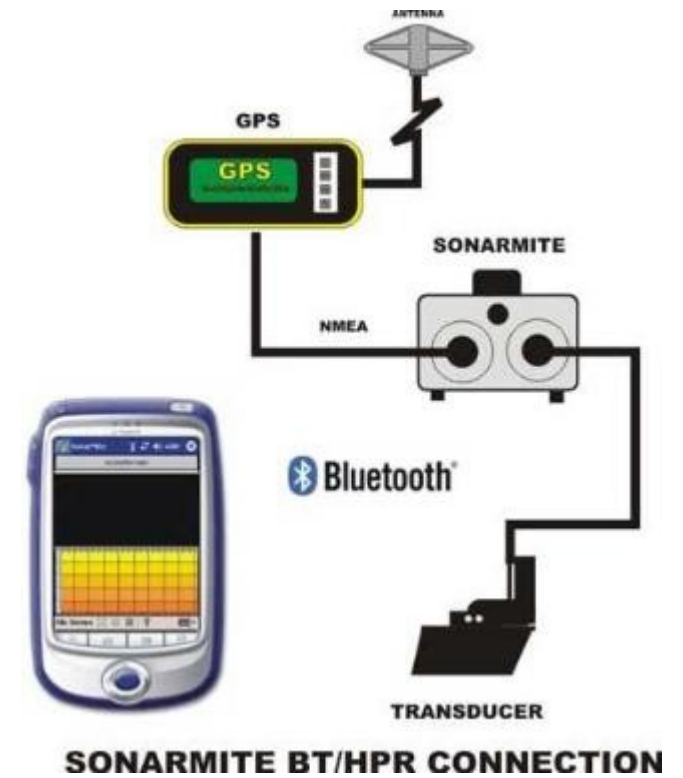 ANTENNA
GPS
GPS
SONARMITE
NMEA
Bluetooth®
TRANSDUCER
SONARMITE BT/HPR CONNECTION